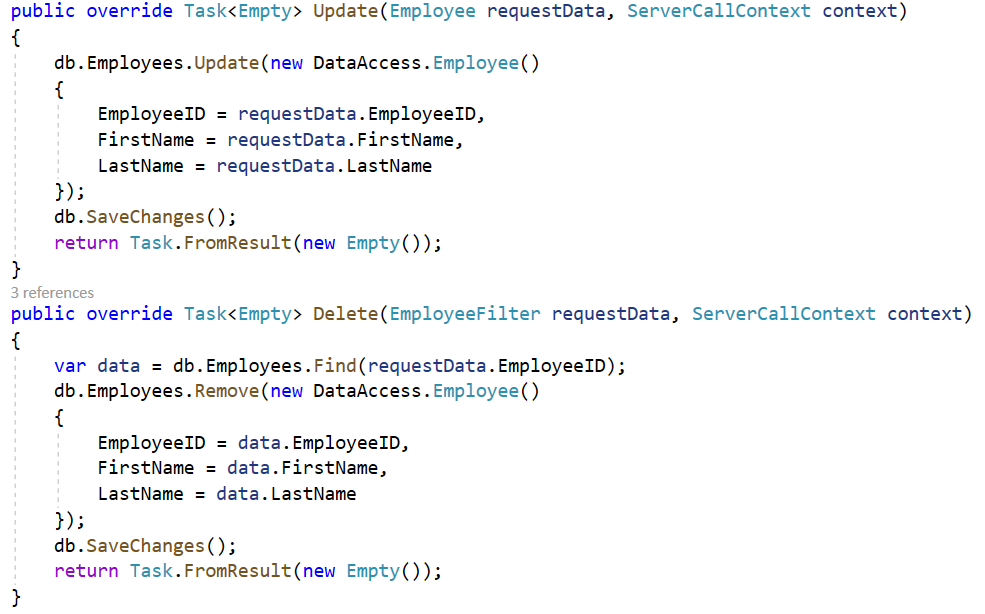 public override Task<Empty> Update(Employee requestData, ServerCallContext context)
{
    db.Employees.Update(new DataAccess.Employee()
    {
        EmployeeID = requestData.EmployeeID,
        FirstName = requestData.FirstName,
        LastName = requestData.LastName
    });
    db.SaveChanges();
    return Task.FromResult(new Empty());
}
3 references
public override Task<Empty> Delete(EmployeeFilter requestData, ServerCallContext context)
{
    var data = db.Employees.Find(requestData.EmployeeID);
    db.Employees.Remove(new DataAccess.Employee()
    {
        EmployeeID = data.EmployeeID,
        FirstName = data.FirstName,
        LastName = data.LastName
    });
    db.SaveChanges();
    return Task.FromResult(new Empty());
}